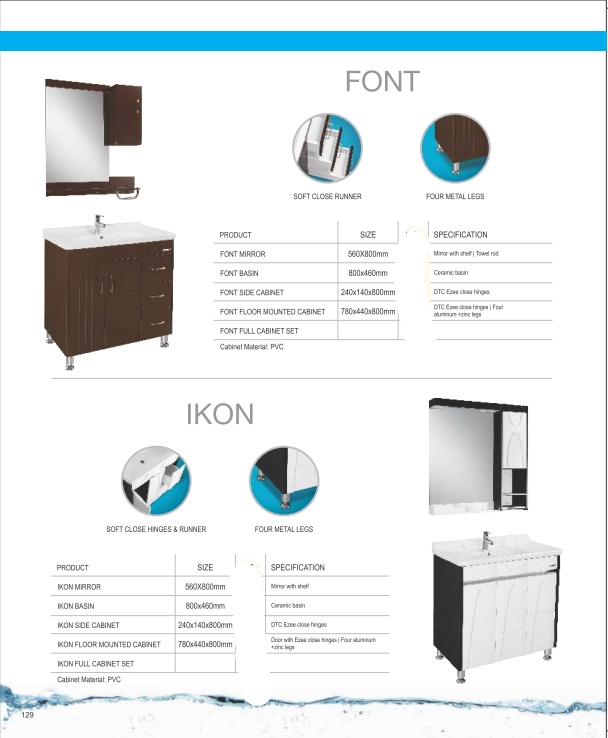 FONT
SOFT CLOSE RUNNER
FOUR METAL LEGS
PRODUCT SIZE SPECIFICATION
FONT MIRROR 560X800mm Mirror with shelf | Towel rod
FONT BASIN 800x460mm Ceramic basin
FONT SIDE CABINET 240x140x800mm DTC Ezee close hinges
FONT FLOOR MOUNTED CABINET 780x440x800mm DTC Ezee close hinges | Four
aluminum +zinc legs
FONT FULL CABINET SET
Cabinet Material: PVC
IKON
SOFT CLOSE HINGES & RUNNER
FOUR METAL LEGS
PRODUCT SIZE SPECIFICATION
IKON MIRROR 560X800mm Mirror with shelf
IKON BASIN 800x460mm Ceramic basin
IKON SIDE CABINET 240x140x800mm DTC Ezee close hinges
IKON FLOOR MOUNTED CABINET 780x440x800mm Door with Ezee close hinges | Four aluminum
+zinc legs
IKON FULL CABINET SET
Cabinet Material: PVC
129